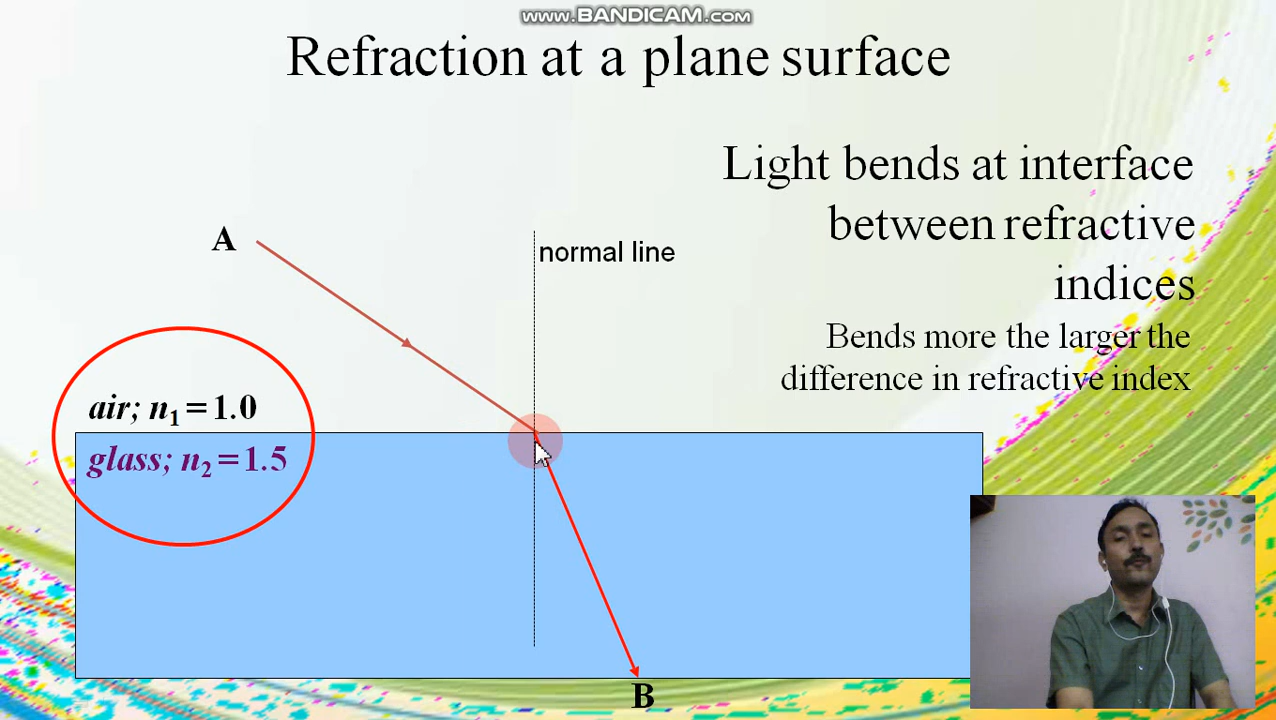 www.BANDICAM.com
Refraction at a plane surface
Light bends at interface
between refractive
indices
Bends more the larger the
difference in refractive index
A
normal line
air; n₁ = 1.0
glass; n₂ = 1.5
B